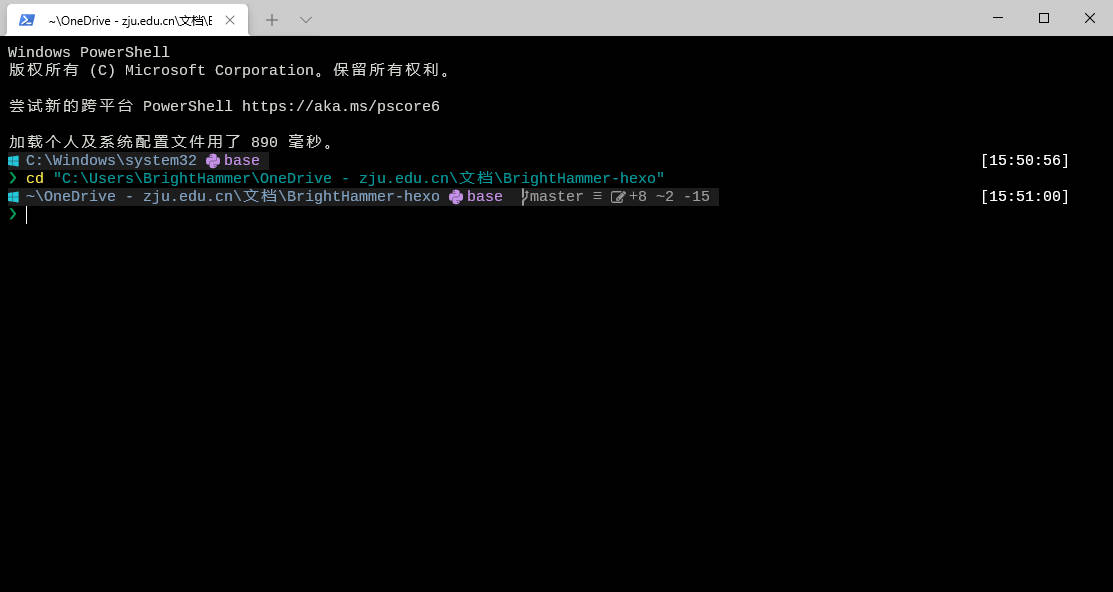 ~\OneDrive - zju.edu.cn\文档\E
Windows PowerShell
版权所有 (C) Microsoft Corporation。保留所有权利。
尝试新的跨平台 PowerShell https://aka.ms/pscore6
加载个人及系统配置文件用了 890 毫秒。
C:\Windows\system32 base [15:50:56]
❯ cd "C:\Users\BrightHammer\OneDrive - zju.edu.cn\文档\BrightHammer-hexo"
~\OneDrive - zju.edu.cn\文档\BrightHammer-hexo base master ≡ +8 ~2 -15 [15:51:00]
❯